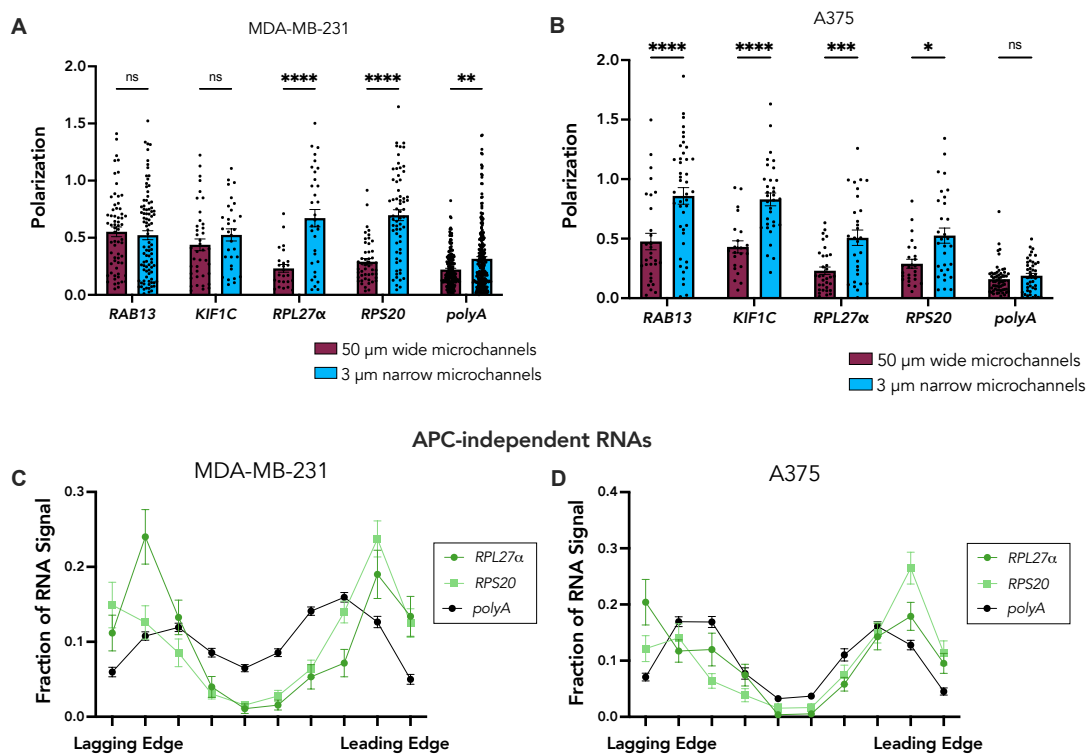 A
MDA-MB-231
ns
ns
****
****
**
2.0
1.5
1.0
0.5
0.0
Polarization
RAB13
KIF1C
RPL27α
RPS20
polyA
50 µm wide microchannels
3 µm narrow microchannels
B
A375
****
****
***
*
ns
2.0
1.5
1.0
0.5
0.0
Polarization
RAB13
KIF1C
RPL27α
RPS20
polyA
50 µm wide microchannels
3 µm narrow microchannels
APC-independent RNAs
C
MDA-MB-231
0.3
0.2
0.1
0.0
Fraction of RNA Signal
RPL27α
RPS20
polyA
Lagging Edge
Leading Edge
D
A375
0.4
0.3
0.2
0.1
0.0
Fraction of RNA Signal
RPL27α
RPS20
polyA
Lagging Edge
Leading Edge